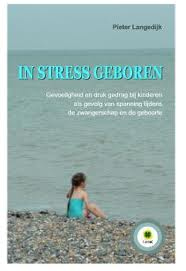 Pieter Langedijk
IN STRESS GEBOREN
Gevoeligheid en druk gedrag bij kinderen
als gevolg van spanning tijdens
de zwangerschap en de geboorte